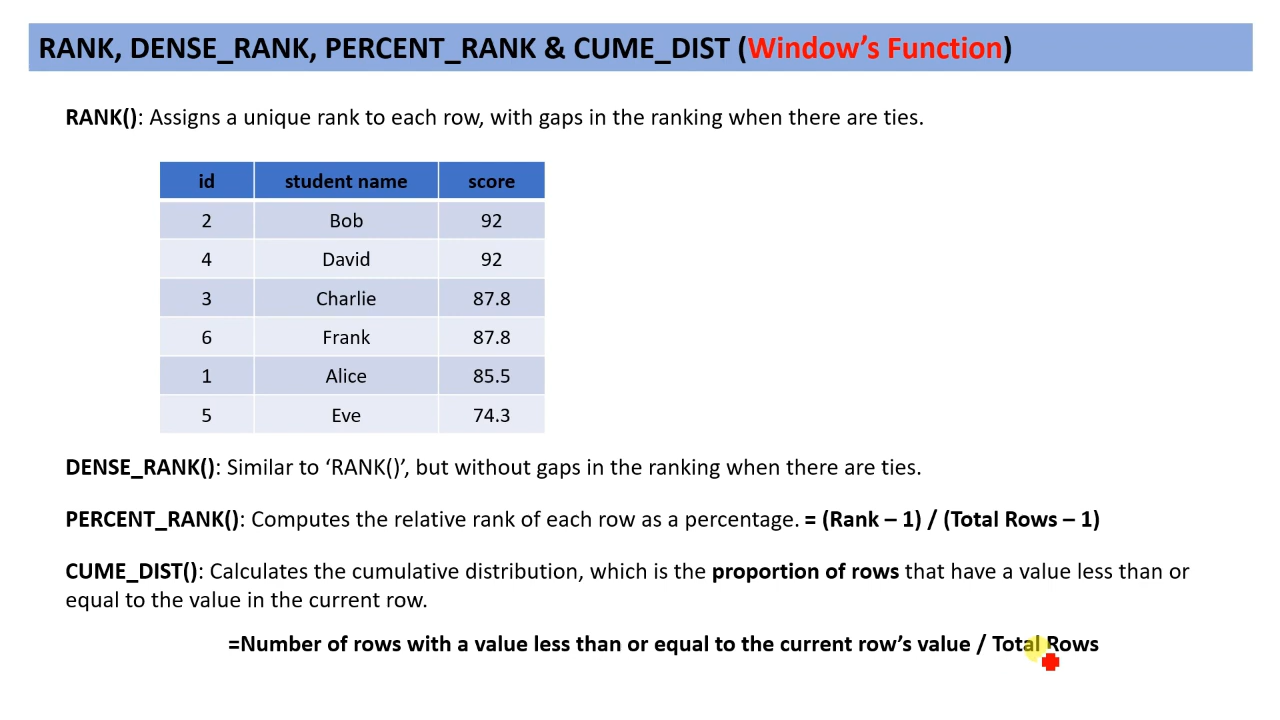 RANK, DENSE_RANK, PERCENT_RANK & CUME_DIST (Window’s Function)
RANK(): Assigns a unique rank to each row, with gaps in the ranking when there are ties.
id student name score
2 Bob 92
4 David 92
3 Charlie 87.8
6 Frank 87.8
1 Alice 85.5
5 Eve 74.3
DENSE_RANK(): Similar to ‘RANK()’, but without gaps in the ranking when there are ties.
PERCENT_RANK(): Computes the relative rank of each row as a percentage. = (Rank – 1) / (Total Rows – 1)
CUME_DIST(): Calculates the cumulative distribution, which is the proportion of rows that have a value less than or
equal to the value in the current row.
=Number of rows with a value less than or equal to the current row’s value / Total Rows